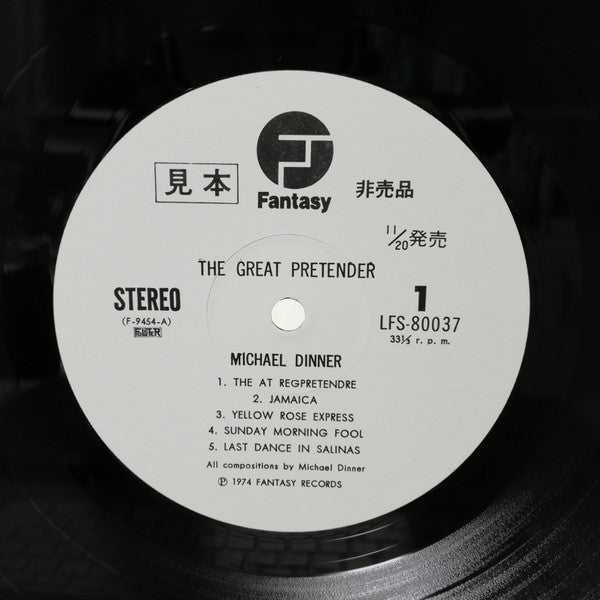 見本
Fantasy
非売品
11/20発売
THE GREAT PRETENDER
STEREO
(F-9454-A)
1
LFS-80037
33⅓ r. p. m.
MICHAEL DINNER
1. THE AT REGPRETENDRE
2. JAMAICA
3. YELLOW ROSE EXPRESS
4. SUNDAY MORNING FOOL
5. LAST DANCE IN SALINAS
All compositions by Michael Dinner
Ⓟ 1974 FANTASY RECORDS